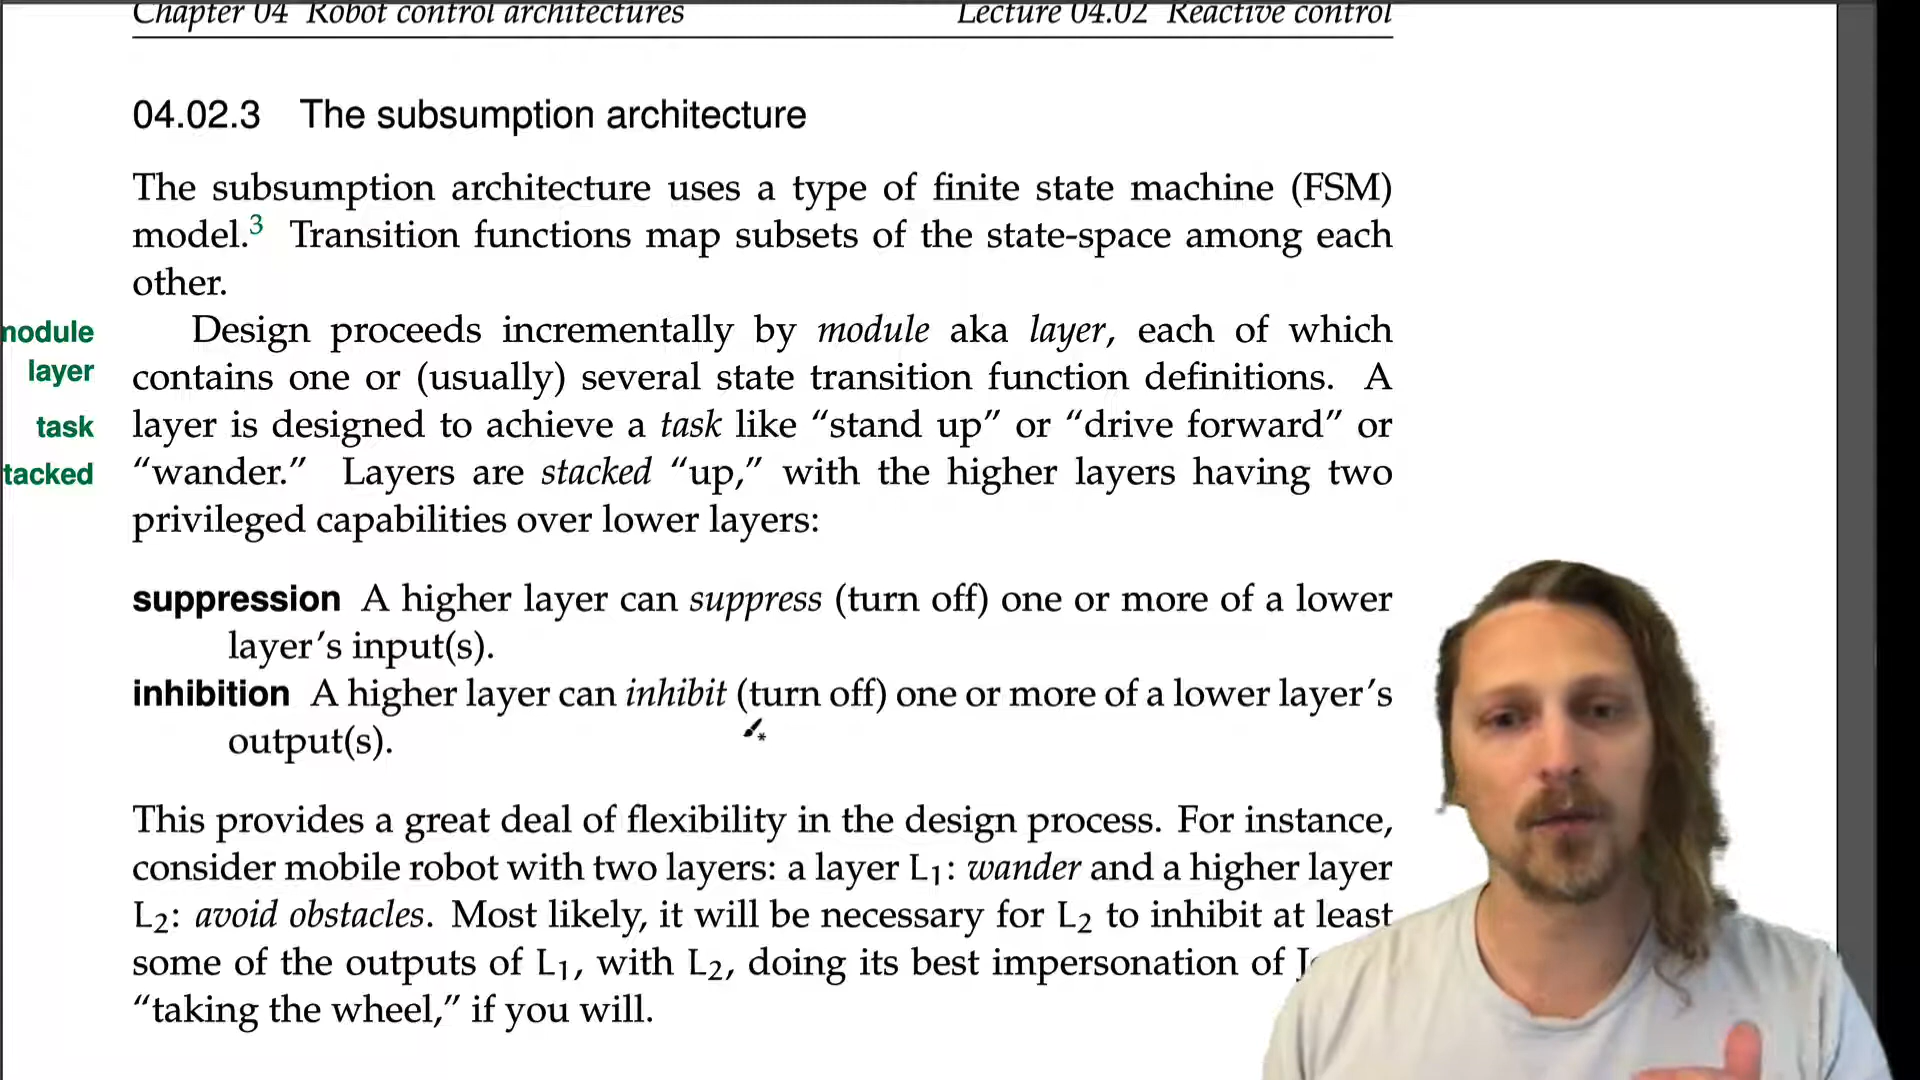 Chapter 04 Robot control architectures Lecture 04.02 Reactive control
04.02.3 The subsumption architecture
The subsumption architecture uses a type of finite state machine (FSM)
model.3 Transition functions map subsets of the state-space among each
other.
module Design proceeds incrementally by module aka layer, each of which
layer contains one or (usually) several state transition function definitions. A
task layer is designed to achieve a task like “stand up” or “drive forward” or
tacked “wander.” Layers are stacked “up,” with the higher layers having two
privileged capabilities over lower layers:
suppression A higher layer can suppress (turn off) one or more of a lower
layer’s input(s).
inhibition A higher layer can inhibit (turn off) one or more of a lower layer’s
output(s).
This provides a great deal of flexibility in the design process. For instance,
consider mobile robot with two layers: a layer L1: wander and a higher layer
L2: avoid obstacles. Most likely, it will be necessary for L2 to inhibit at least
some of the outputs of L1, with L2, doing its best impersonation of
“taking the wheel,” if you will.